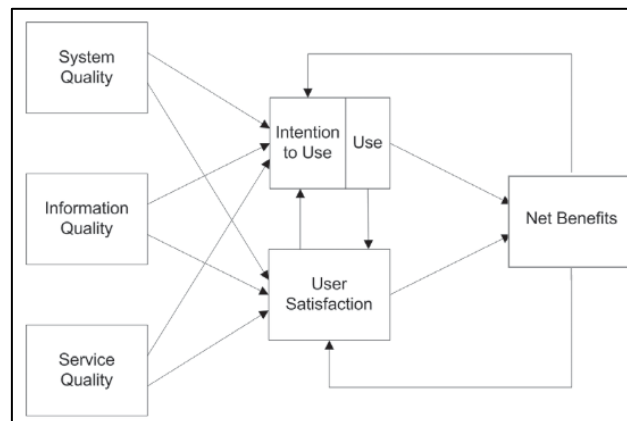 System
Quality
Intention
to Use
Use
Information
Quality
Net Benefits
User
Satisfaction
Service
Quality